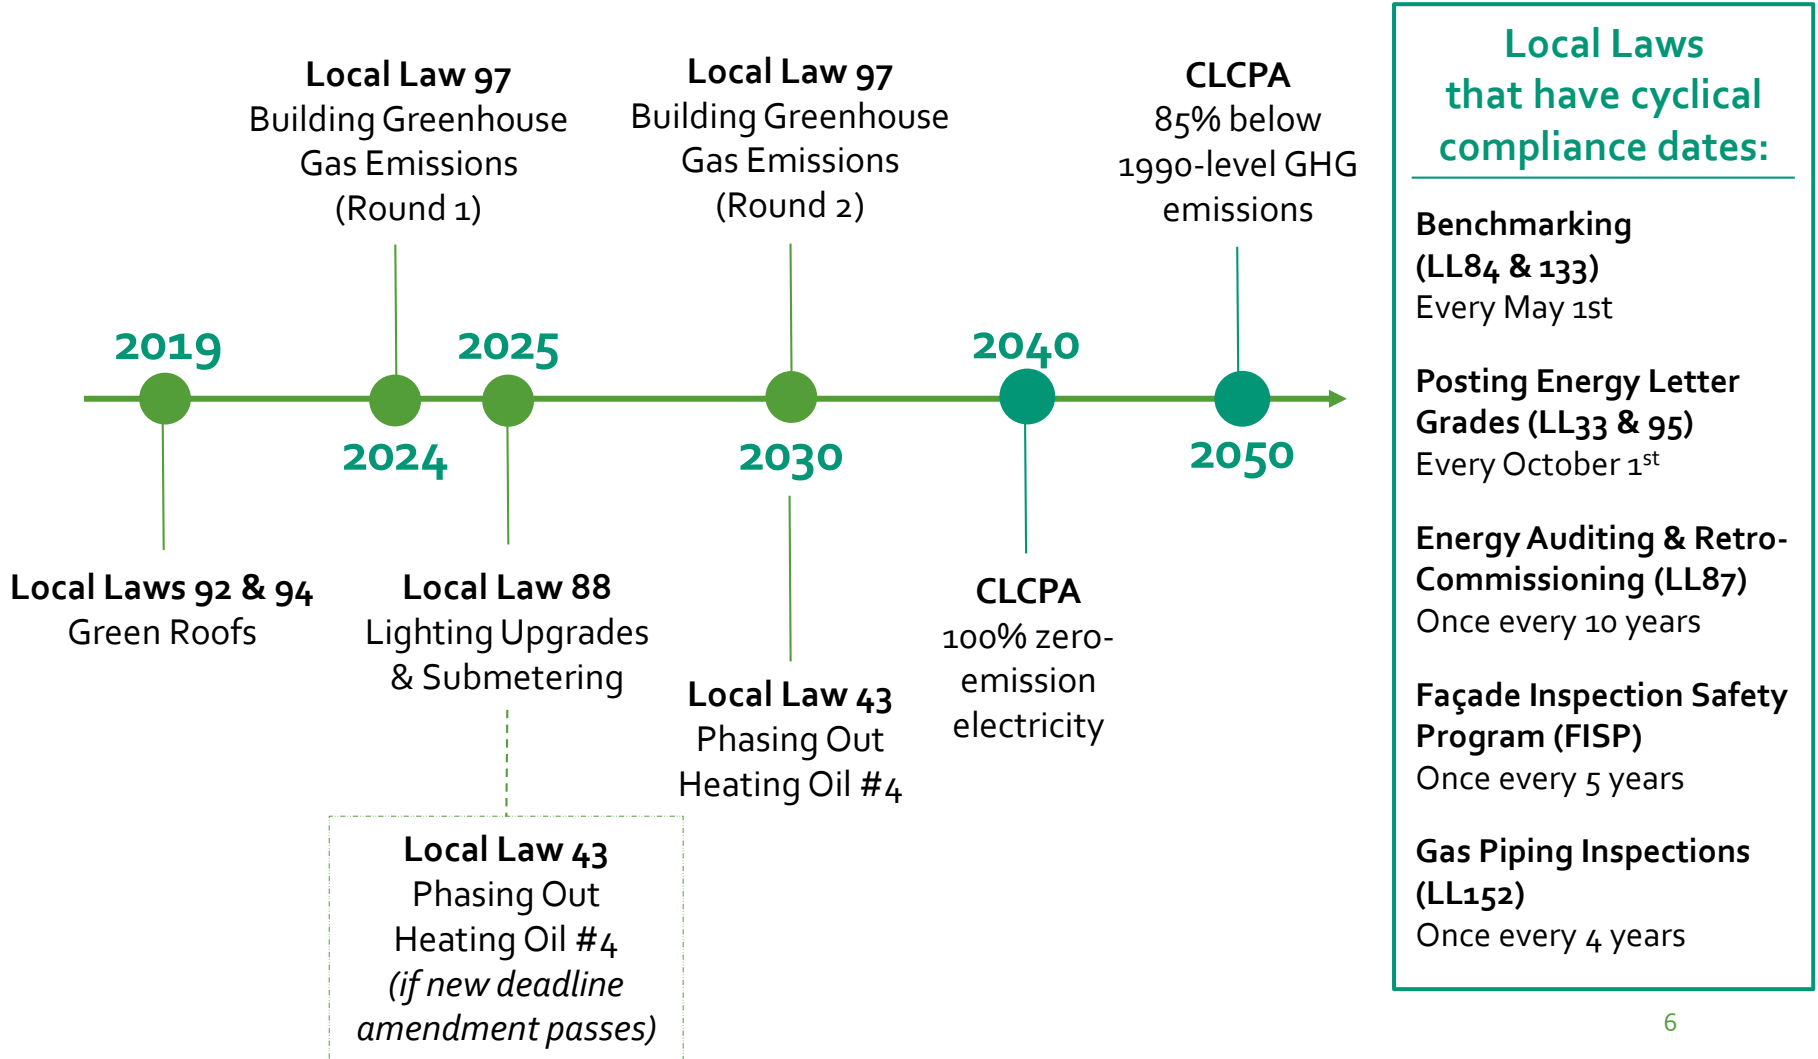 Local Law 97
Building Greenhouse
Gas Emissions
(Round 1)
Local Law 97
Building Greenhouse
Gas Emissions
(Round 2)
CLCPA
85% below
1990-level GHG
emissions
2019
2024
2025
2030
2040
2050
Local Laws 92 & 94
Green Roofs
Local Law 88
Lighting Upgrades
& Submetering
Local Law 43
Phasing Out
Heating Oil #4
(if new deadline
amendment passes)
Local Law 43
Phasing Out
Heating Oil #4
CLCPA
100% zero-
emission
electricity
Local Laws
that have cyclical
compliance dates:
Benchmarking
(LL84 & 133)
Every May 1st
Posting Energy Letter
Grades (LL33 & 95)
Every October 1st
Energy Auditing & Retro-
Commissioning (LL87)
Once every 10 years
Façade Inspection Safety
Program (FISP)
Once every 5 years
Gas Piping Inspections
(LL152)
Once every 4 years
6